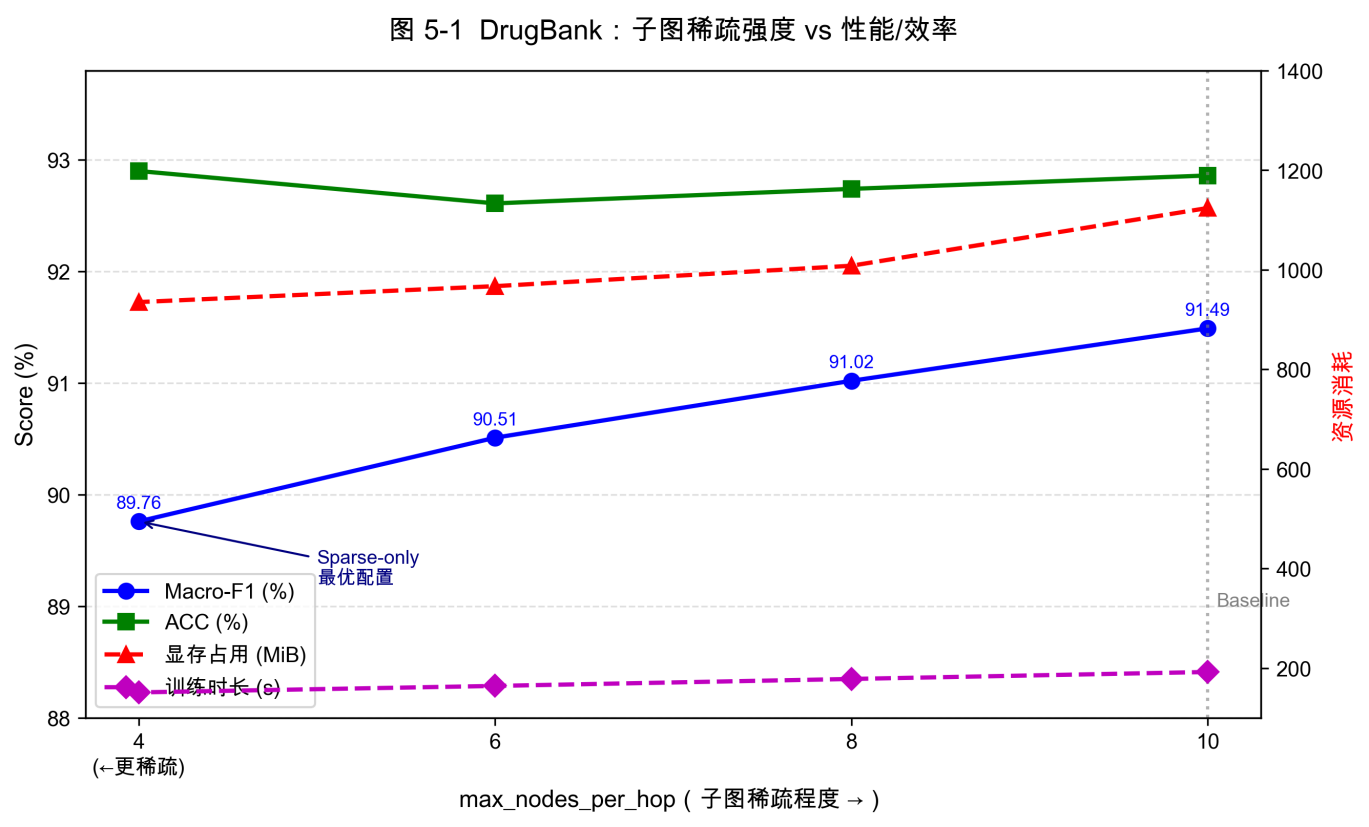 图 5-1 DrugBank：子图稀疏强度 vs 性能/效率
93
92
91
90
89
88
Score (%)
1400
1200
1000
800
600
400
200
资源消耗
91.49
91.02
90.51
89.76
Sparse-only
最优配置
Baseline
Macro-F1 (%)
ACC (%)
显存占用 (MiB)
训练时长 (s)
4
6
8
10
(←更稀疏)
max_nodes_per_hop ( 子图稀疏程度 → )